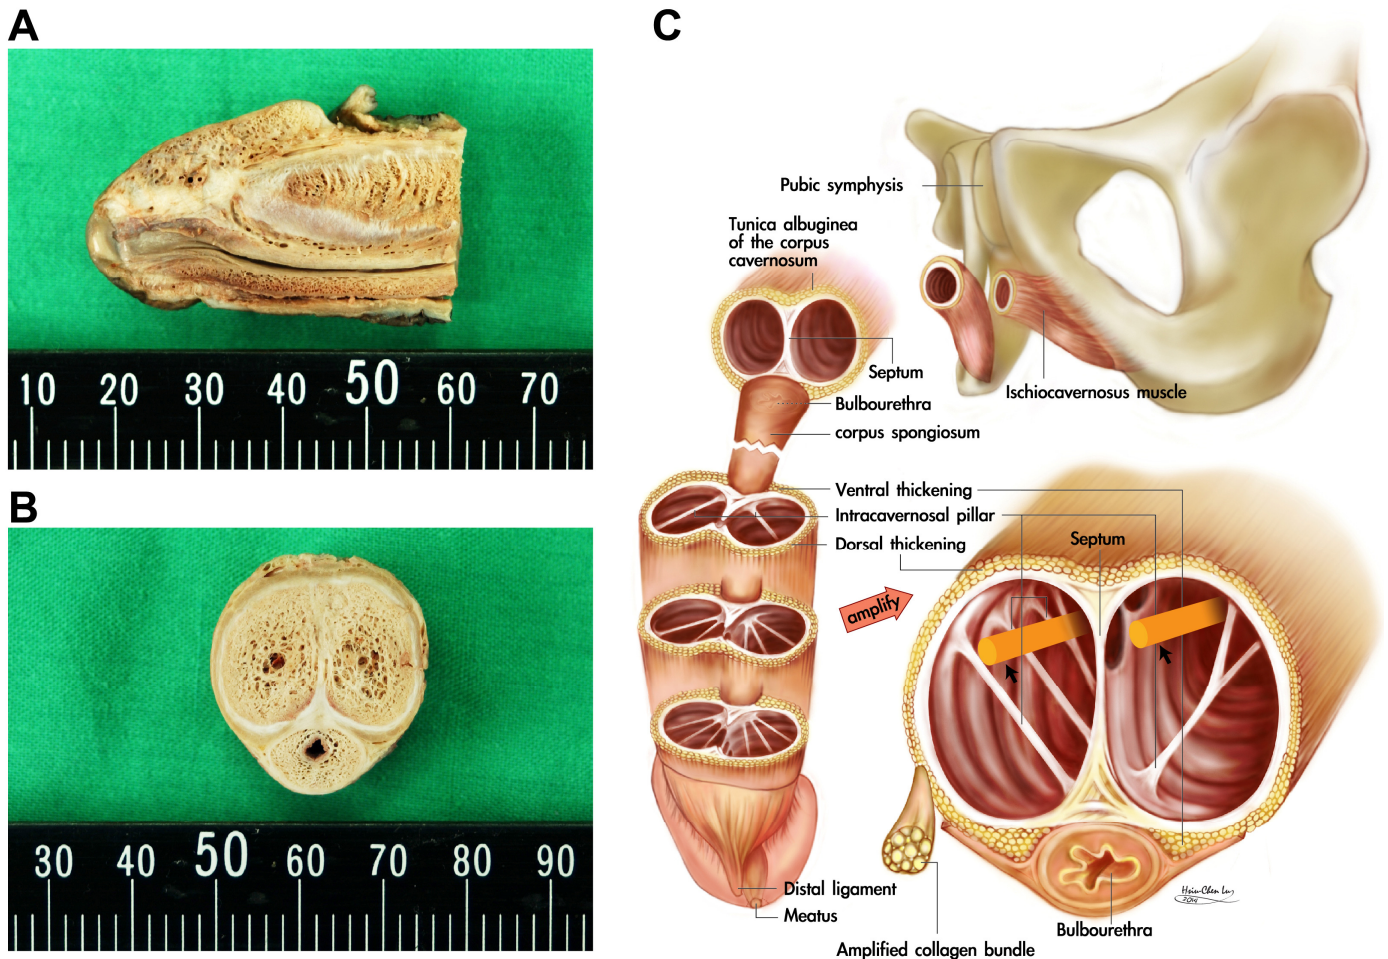 A
10 20 30 40 50 60 70
B
30 40 50 60 70 80 90
C
Pubic symphysis
Tunica albuginea
of the corpus
cavernosum
Septum
Bulbourethra
corpus spongiosum
Ischiocavernosus muscle
Ventral thickening
Intracavernosal pillar
Dorsal thickening
Septum
amplify
Distal ligament
Meatus
Amplified collagen bundle
Bulbourethra
2014